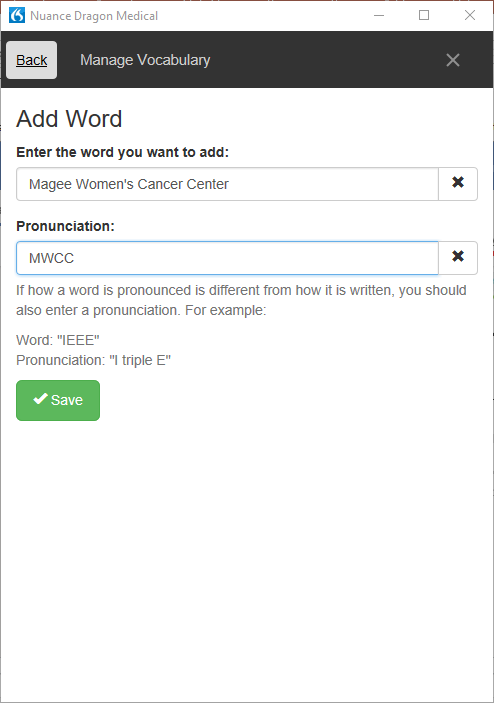 Nuance Dragon Medical
Back
Manage Vocabulary
Add Word
Enter the word you want to add:
Magee Women's Cancer Center
Pronunciation:
MWCC
If how a word is pronounced is different from how it is written, you should
also enter a pronunciation. For example:
Word: "IEEE"
Pronunciation: "I triple E"
Save